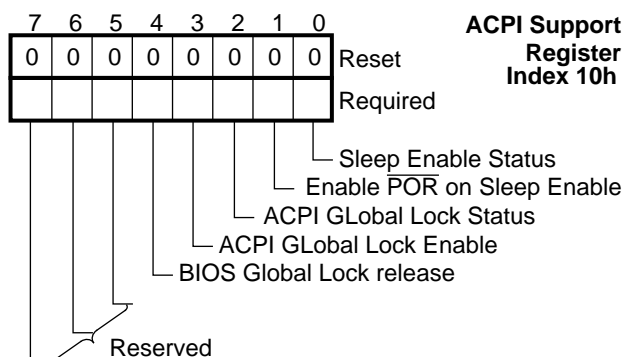 7 6 5 4 3 2 1 0
ACPI Support
Register
Index 10h
0 0 0 0 0 0 0 0 Reset
Required
Sleep Enable Status
Enable POR on Sleep Enable
ACPI GLobal Lock Status
ACPI GLobal Lock Enable
BIOS Global Lock release
Reserved